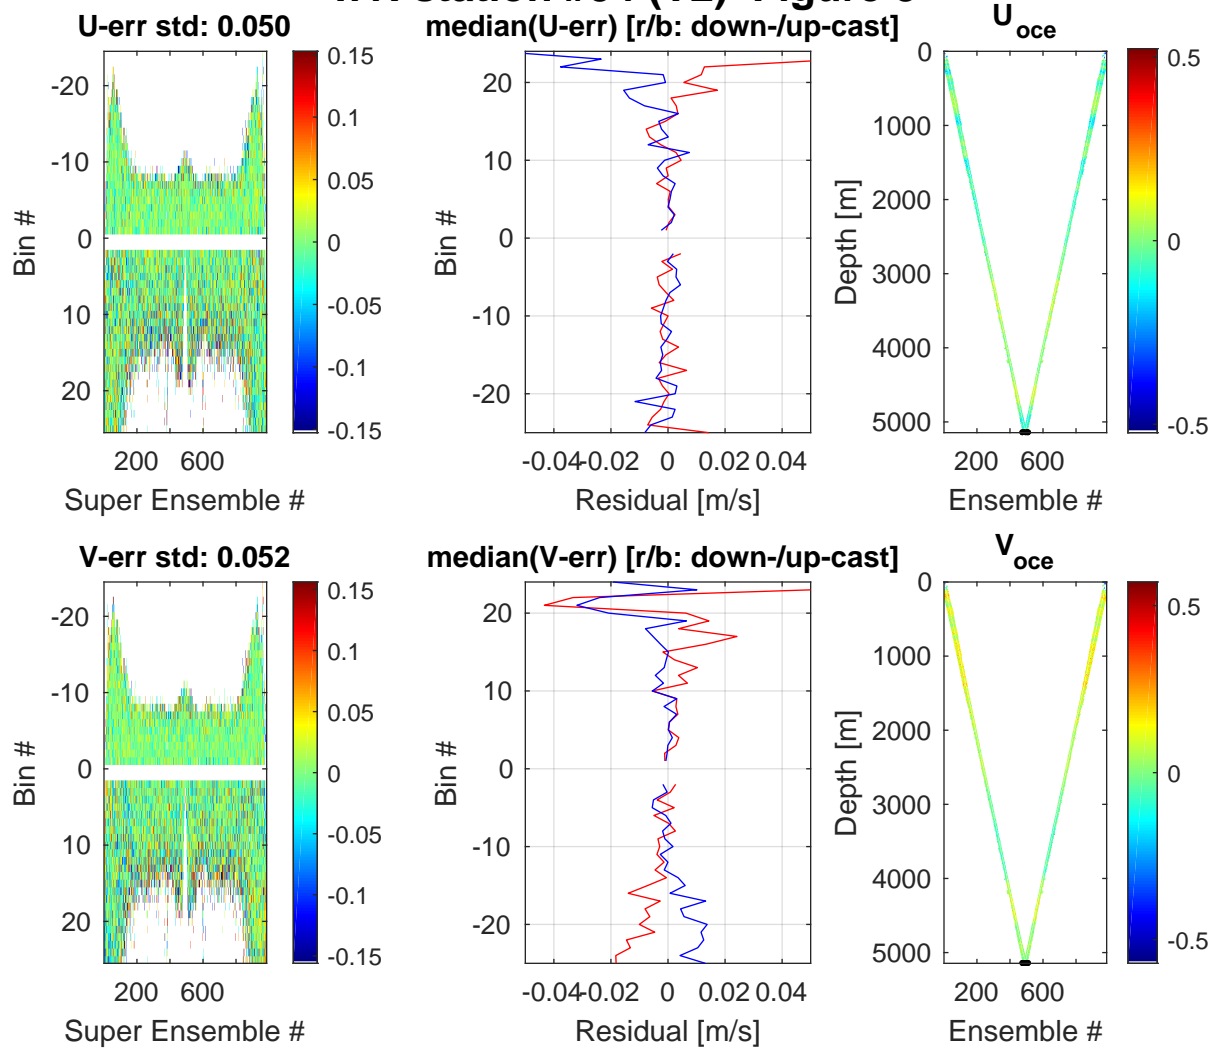 U-err std: 0.050
median(U-err) [r/b: down-/up-cast]
U_oce
-20
-10
0
10
20
Bin #
200 600
Super Ensemble #
0.15
0.1
0.05
0
-0.05
-0.1
-0.15
20
10
0
-10
-20
Bin #
-0.04 -0.02 0 0.02 0.04
Residual [m/s]
0
1000
2000
3000
4000
5000
Depth [m]
200 600
Ensemble #
0.5
0
-0.5
V-err std: 0.052
median(V-err) [r/b: down-/up-cast]
V_oce
-20
-10
0
10
20
Bin #
200 600
Super Ensemble #
0.15
0.1
0.05
0
-0.05
-0.1
-0.15
20
10
0
-10
-20
Bin #
-0.04 -0.02 0 0.02 0.04
Residual [m/s]
0
1000
2000
3000
4000
5000
Depth [m]
200 600
Ensemble #
0.5
0
-0.5